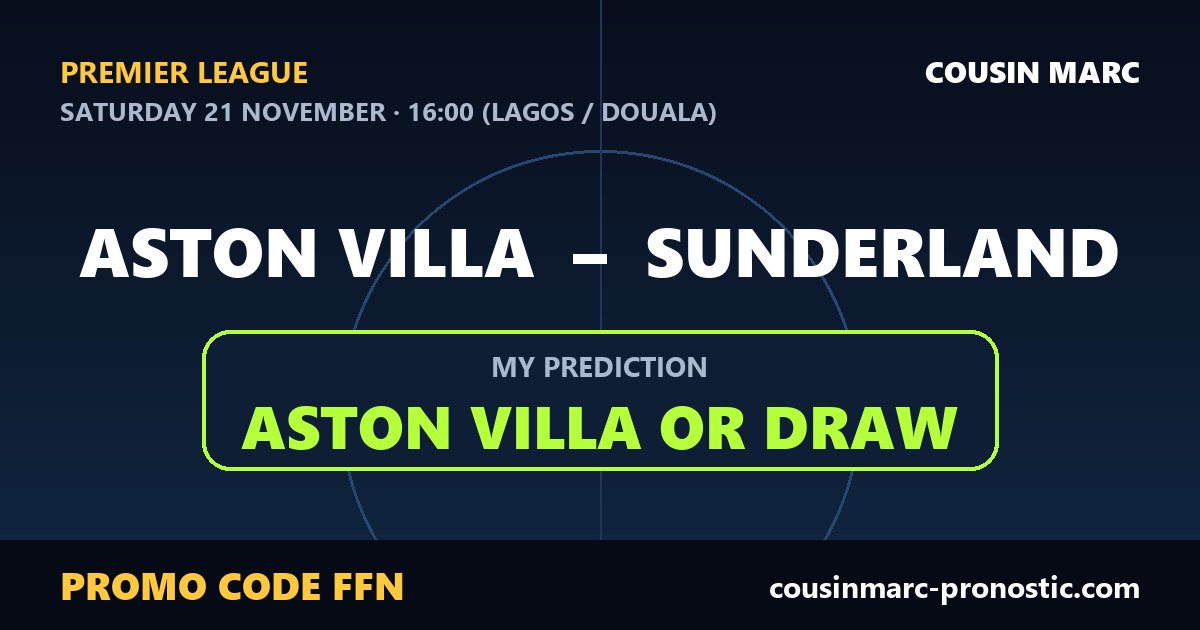 PREMIER LEAGUE
COUSIN MARC
SATURDAY 21 NOVEMBER · 16:00 (LAGOS / DOUALA)
ASTON VILLA – SUNDERLAND
MY PREDICTION
ASTON VILLA OR DRAW
PROMO CODE FFN
cousinmarc-pronostic.com